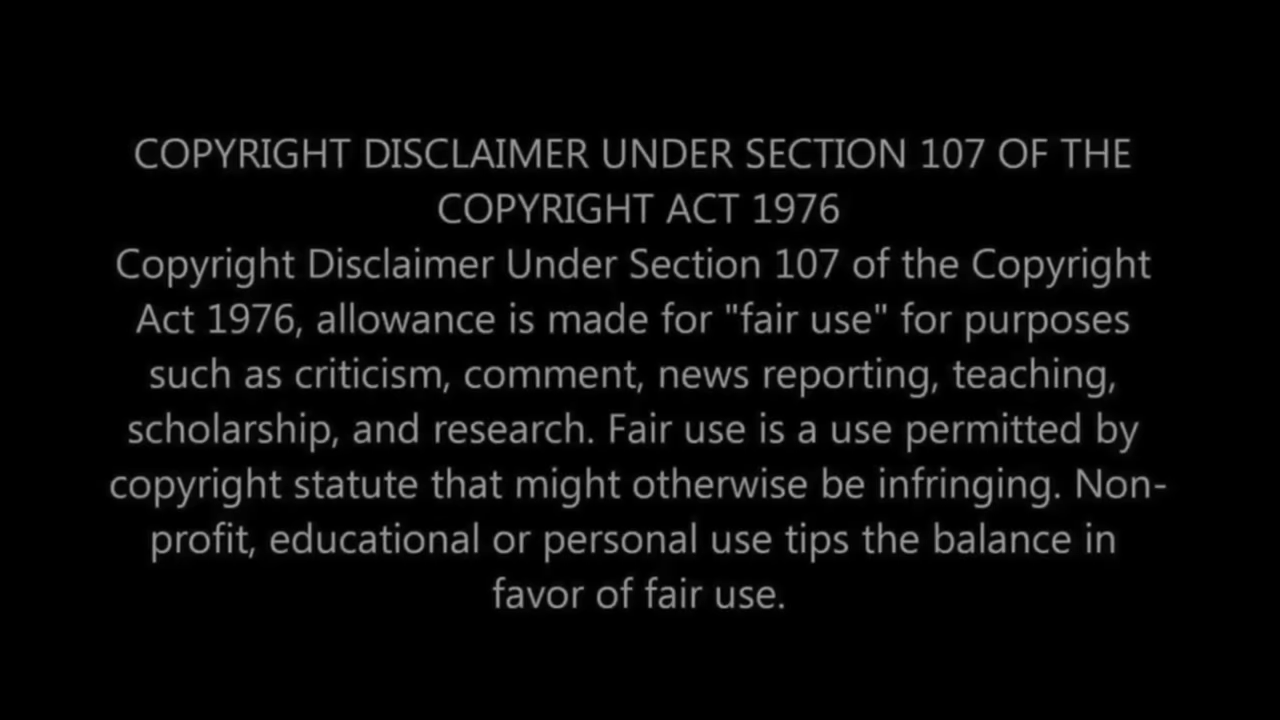 COPYRIGHT DISCLAIMER UNDER SECTION 107 OF THE
COPYRIGHT ACT 1976
Copyright Disclaimer Under Section 107 of the Copyright
Act 1976, allowance is made for "fair use" for purposes
such as criticism, comment, news reporting, teaching,
scholarship, and research. Fair use is a use permitted by
copyright statute that might otherwise be infringing. Non-
profit, educational or personal use tips the balance in
favor of fair use.